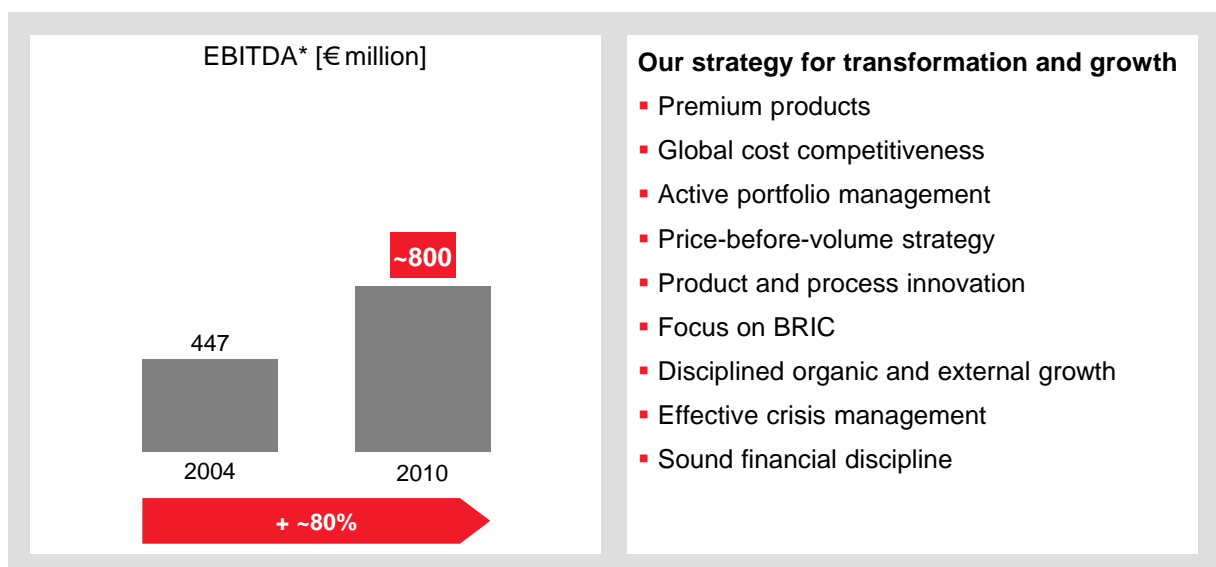 EBITDA* [€ million]
~800
447
2004
2010
+ ~80%
Our strategy for transformation and growth
▪ Premium products
▪ Global cost competitiveness
▪ Active portfolio management
▪ Price-before-volume strategy
▪ Product and process innovation
▪ Focus on BRIC
▪ Disciplined organic and external growth
▪ Effective crisis management
▪ Sound financial discipline